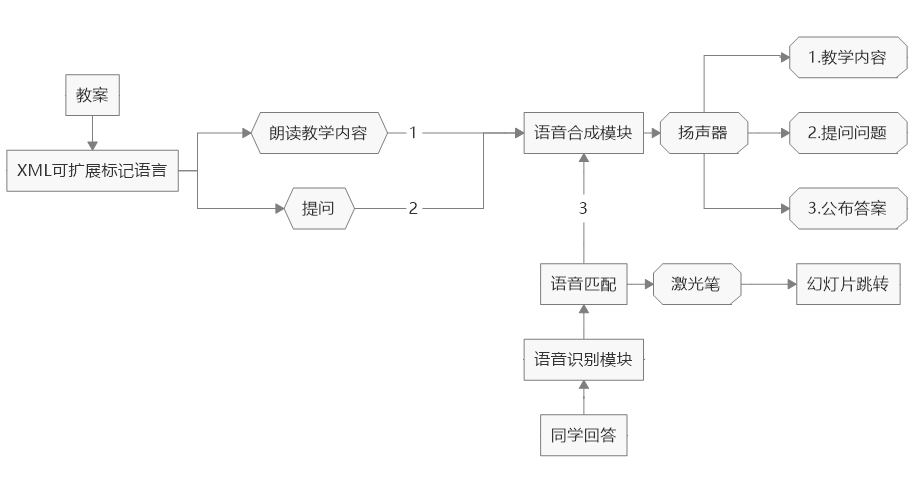 教案
XML可扩展标记语言
朗读教学内容
1
提问
2
语音合成模块
扬声器
1.教学内容
2.提问问题
3.公布答案
3
语音匹配
激光笔
幻灯片跳转
语音识别模块
同学回答